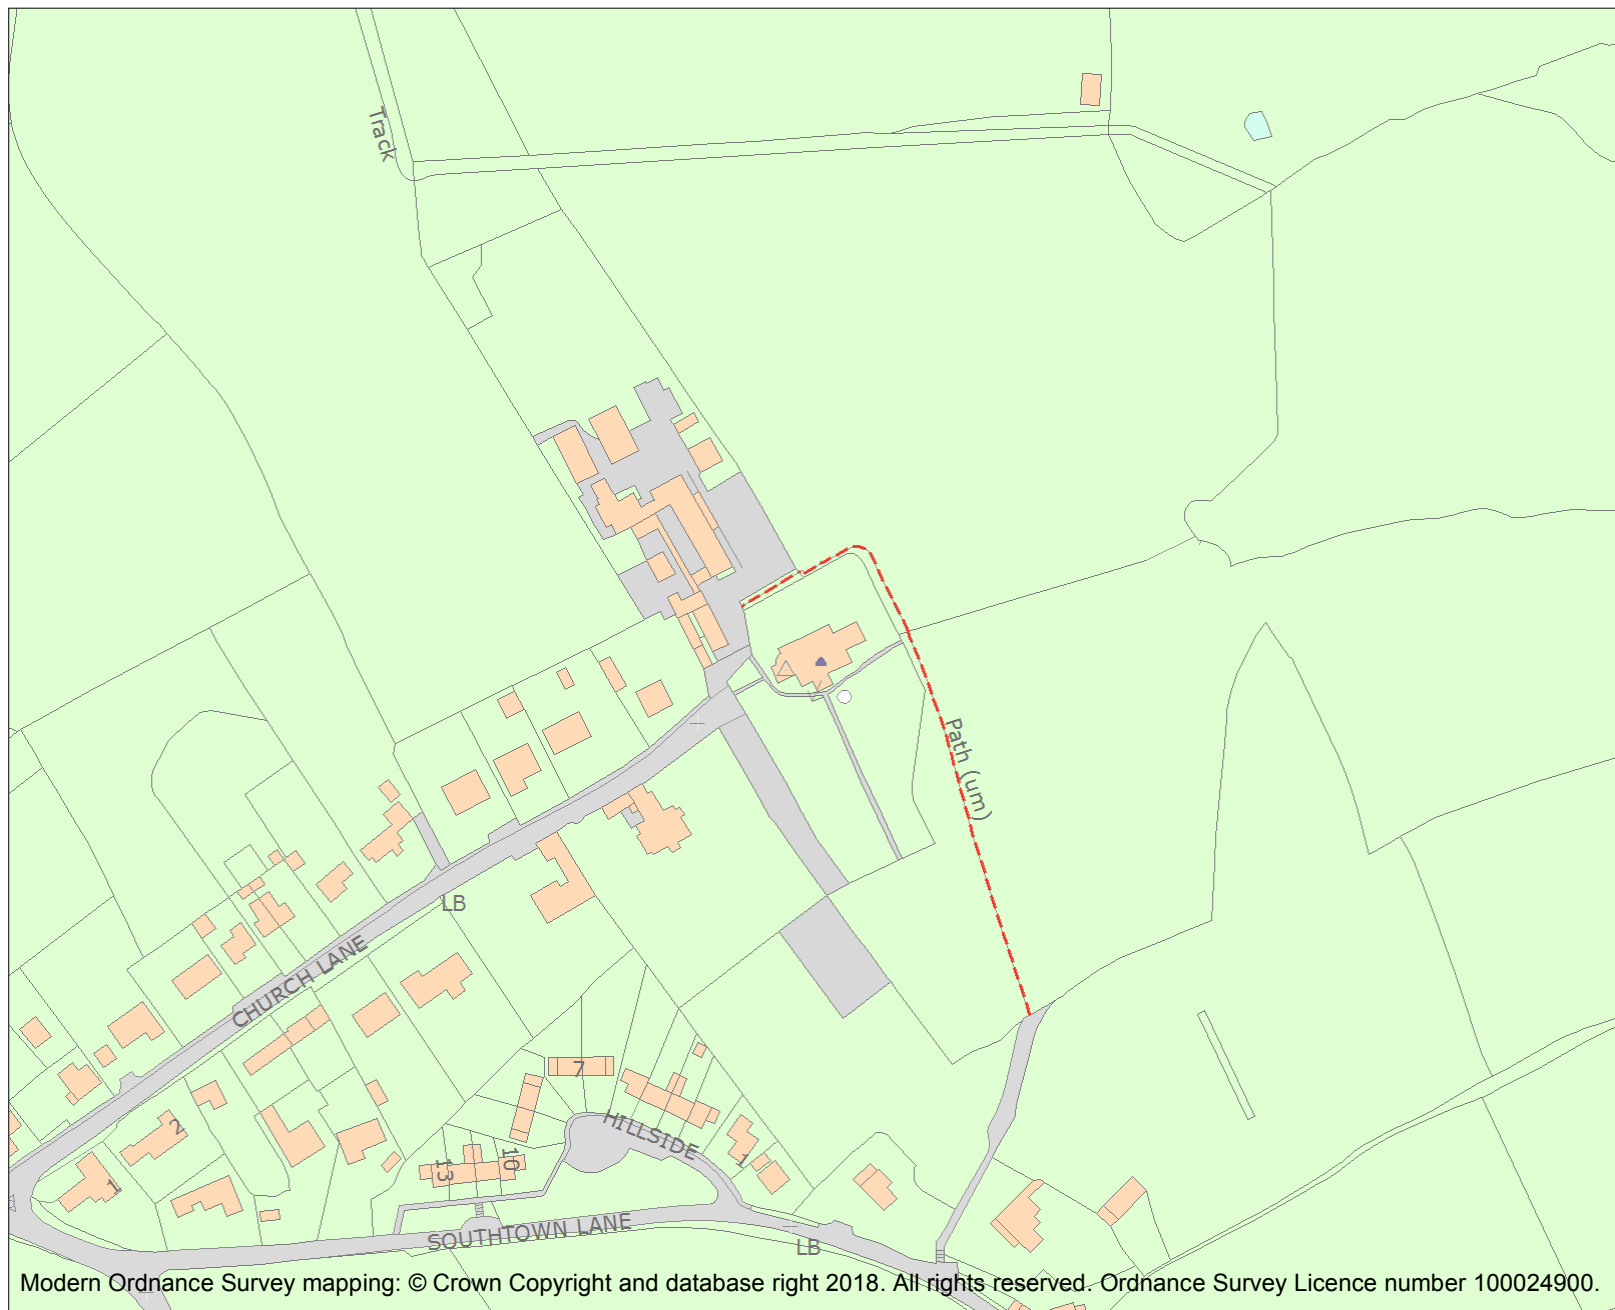 Track
Path (um)
LB
CHURCH LANE
7
HILLSIDE
2
1
13
10
1
SOUTHTOWN LANE
LB
Modern Ordnance Survey mapping: © Crown Copyright and database right 2018. All rights reserved. Ordnance Survey Licence number 100024900.